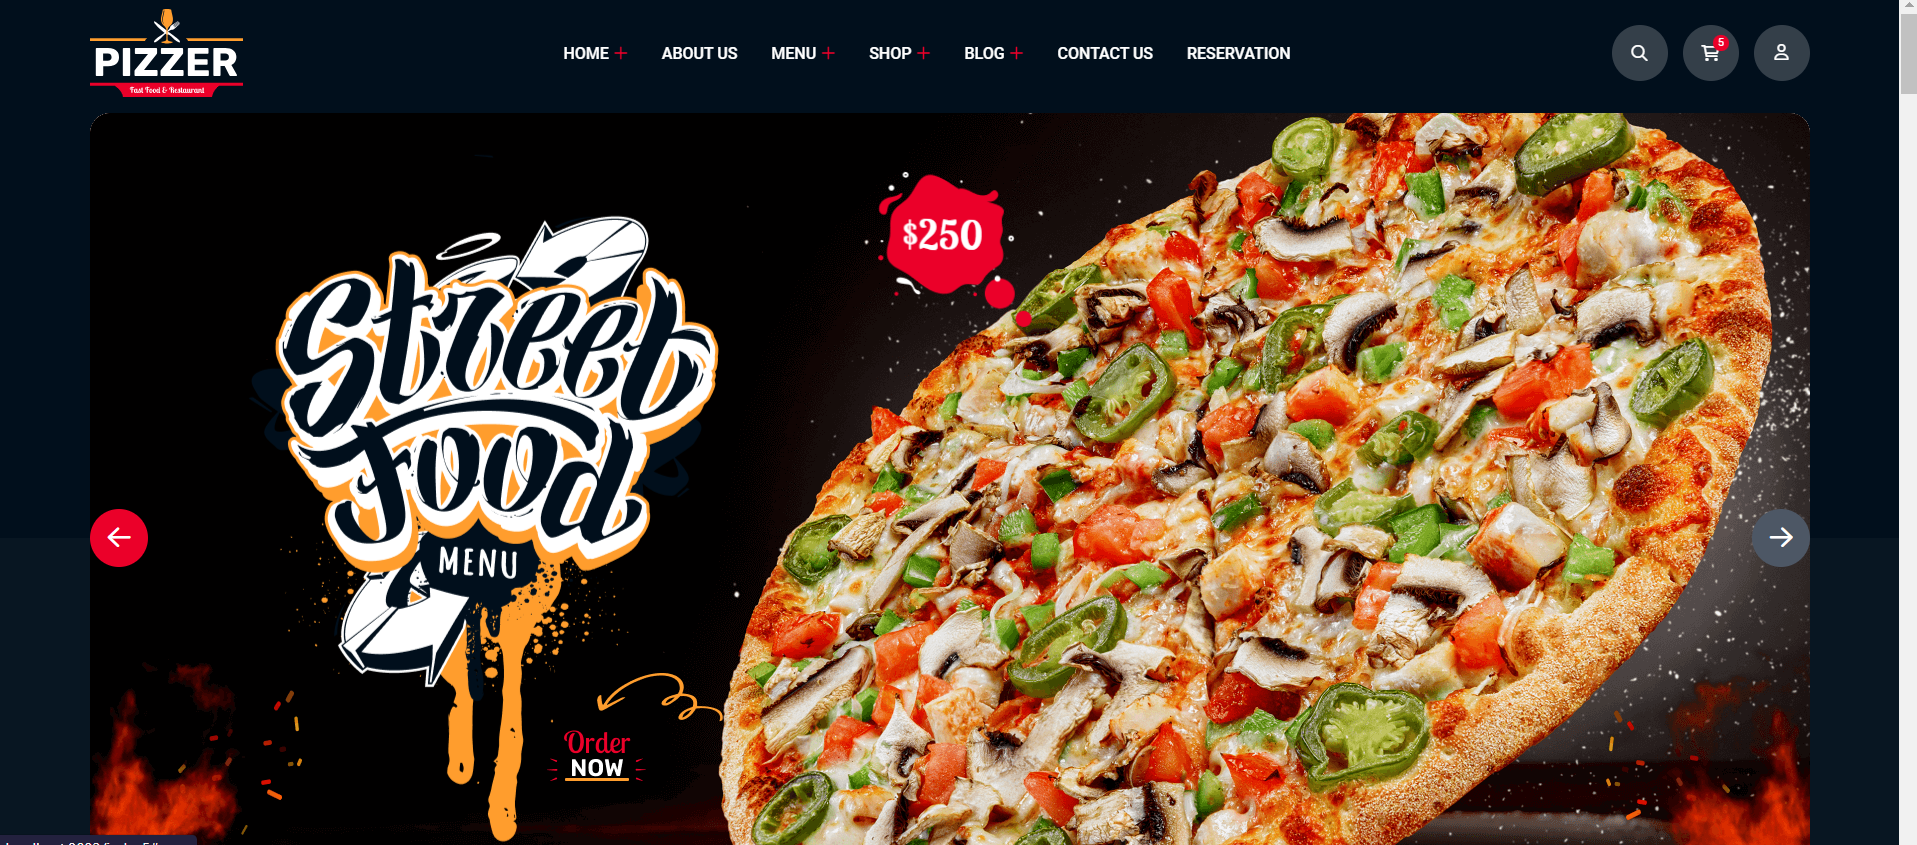 PIZZER
Fast Food & Restaurant
HOME
ABOUT US
MENU
SHOP
BLOG
CONTACT US
RESERVATION
5
$250
Street
Food
MENU
Order
NOW